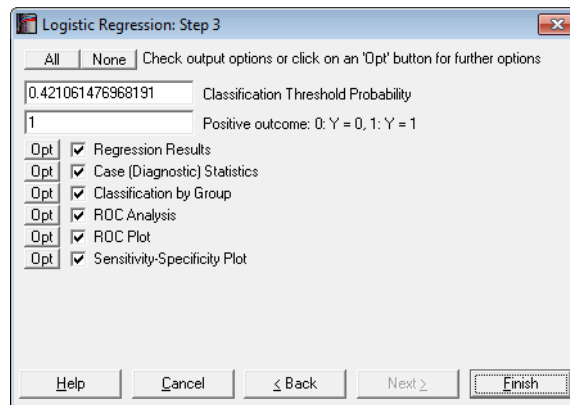 Logistic Regression: Step 3
All None Check output options or click on an 'Opt' button for further options
0.421061476968191 Classification Threshold Probability
1 Positive outcome: 0: Y = 0, 1: Y = 1
Opt Regression Results
Opt Case (Diagnostic) Statistics
Opt Classification by Group
Opt ROC Analysis
Opt ROC Plot
Opt Sensitivity-Specificity Plot
Help Cancel < Back Next > Finish